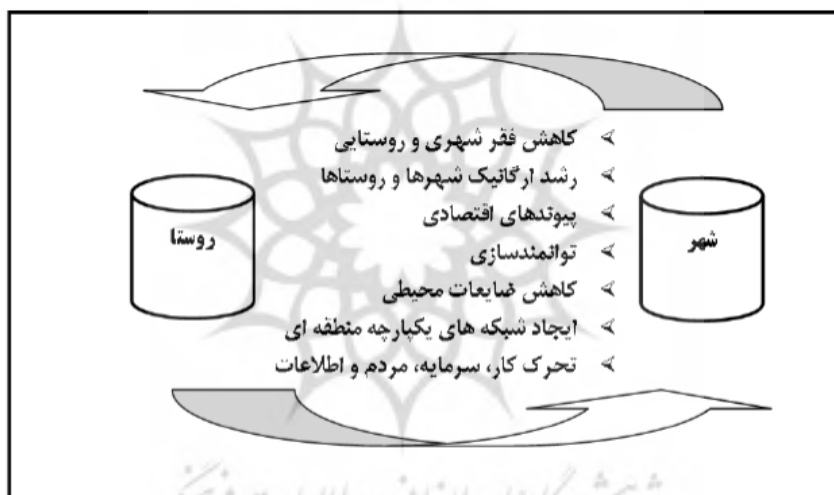 کاهش فقر شهری و روستایی
رشد ارگانیک شهرها و روستاها
پیوندهای اقتصادی
توانمندسازی
کاهش ضایعات محیطی
ایجاد شبکه های یکپارچه منطقه ای
تحرک کار، سرمایه، مردم و اطلاعات
شهر
روستا